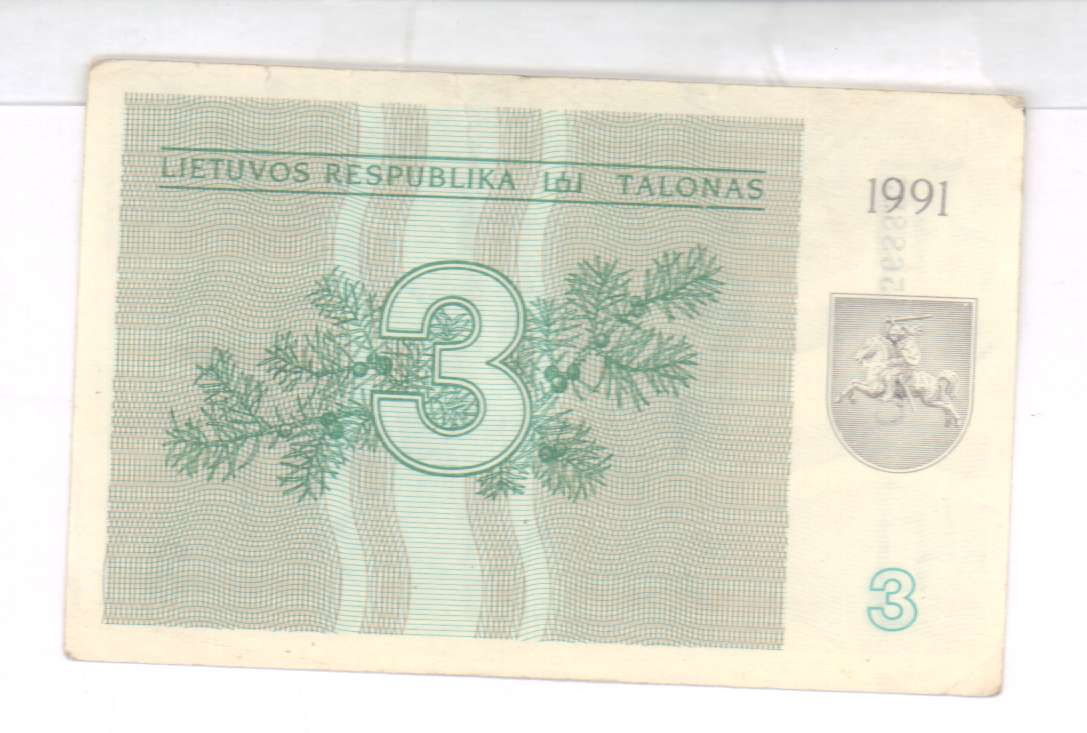 LIETUVOS RESPUBLIKA TALONAS
1991
3
3